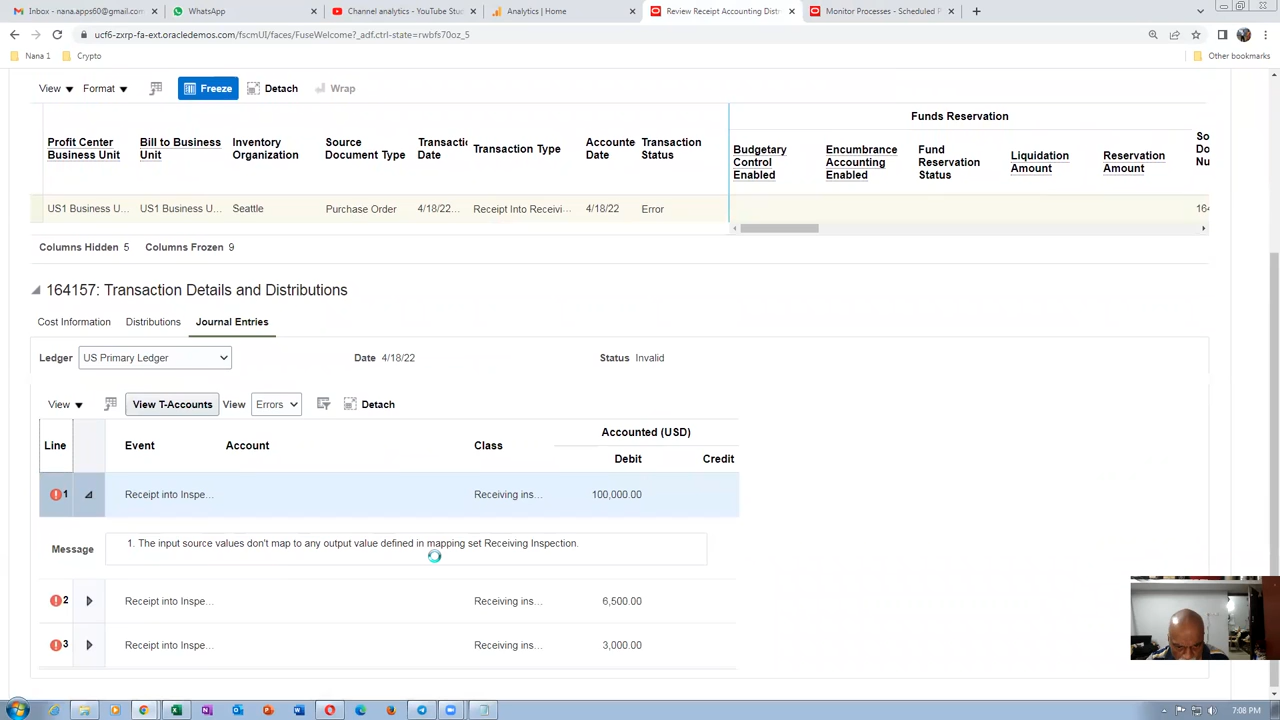 Inbox - nana.apps60@gmail.com
WhatsApp
Channel analytics - YouTube Stu
Analytics | Home
Review Receipt Accounting Dist
Monitor Processes - Scheduled P
ucf6-zxrp-fa-ext.oracledemos.com/fscmUI/faces/FuseWelcome?_adf.ctrl-state=rwbfs70oz_5
Nana 1
Crypto
Other bookmarks
View
Format
Freeze
Detach
Wrap
Funds Reservation
Profit Center Business Unit
Bill to Business Unit
Inventory Organization
Source Document Type
Transactic Date
Transaction Type
Accounte Date
Transaction Status
Budgetary Control Enabled
Encumbrance Accounting Enabled
Fund Reservation Status
Liquidation Amount
Reservation Amount
So Do Nu
US1 Business U...
US1 Business U...
Seattle
Purchase Order
4/18/22...
Receipt Into Receivi...
4/18/22
Error
164
Columns Hidden 5
Columns Frozen 9
164157: Transaction Details and Distributions
Cost Information
Distributions
Journal Entries
Ledger US Primary Ledger
Date 4/18/22
Status Invalid
View
View T-Accounts
View Errors
Detach
Accounted (USD)
Line
Event
Account
Class
Debit
Credit
1 Receipt into Inspe... Receiving ins... 100,000.00
Message 1. The input source values don't map to any output value defined in mapping set Receiving Inspection.
2 Receipt into Inspe... Receiving ins... 6,500.00
3 Receipt into Inspe... Receiving ins... 3,000.00
7:08 PM